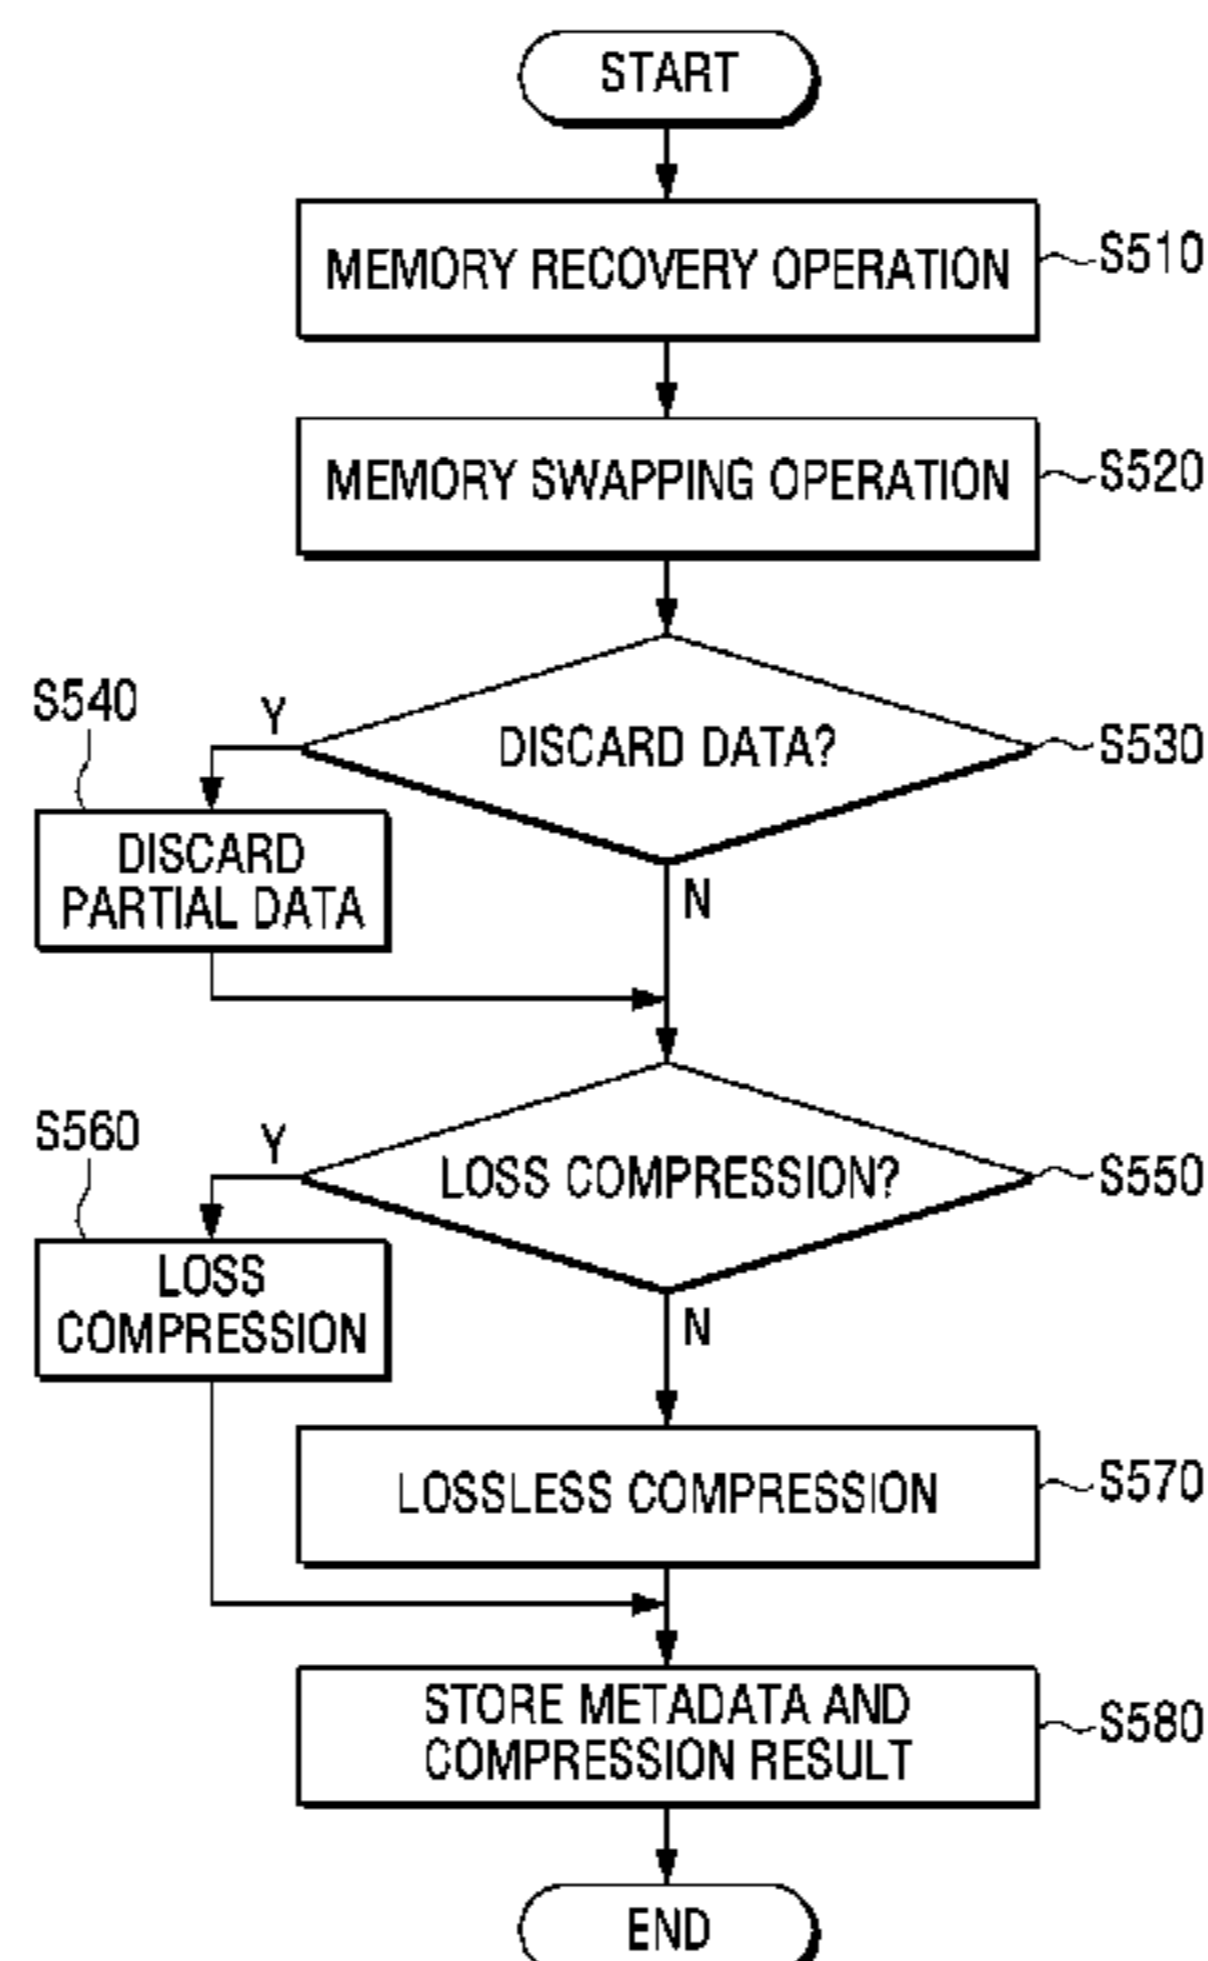 START
MEMORY RECOVERY OPERATION
S510
MEMORY SWAPPING OPERATION
S520
S540
Y
DISCARD DATA?
S530
DISCARD
PARTIAL DATA
N
S560
Y
LOSS COMPRESSION?
S550
LOSS
COMPRESSION
N
LOSSLESS COMPRESSION
S570
STORE METADATA AND
COMPRESSION RESULT
S580
END